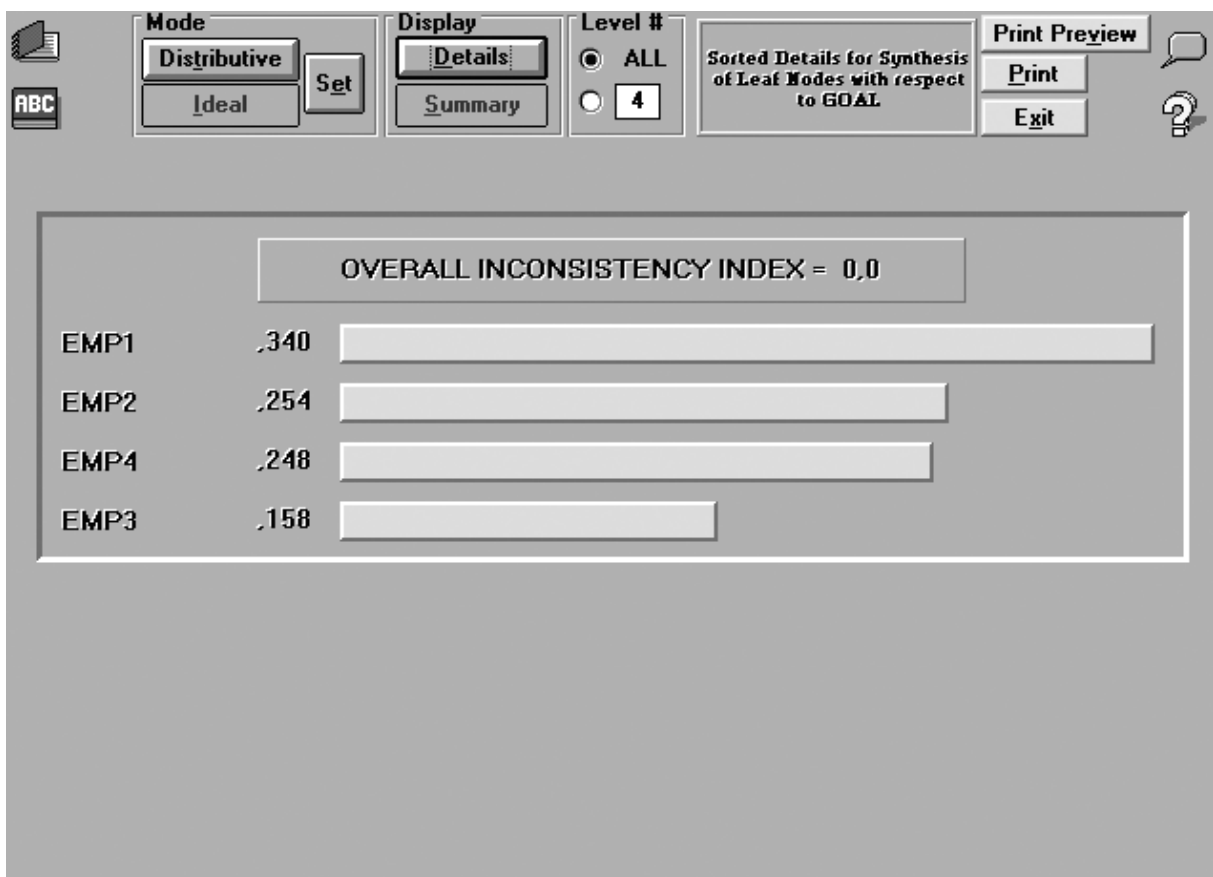 ABC
Mode
Distributive
Ideal
Set
Display
Details
Summary
Level #
ALL
4
Sorted Details for Synthesis
of Leaf Nodes with respect
to GOAL
Print Preview
Print
Exit
OVERALL INCONSISTENCY INDEX = 0,0
EMP1 ,340
EMP2 ,254
EMP4 ,248
EMP3 ,158